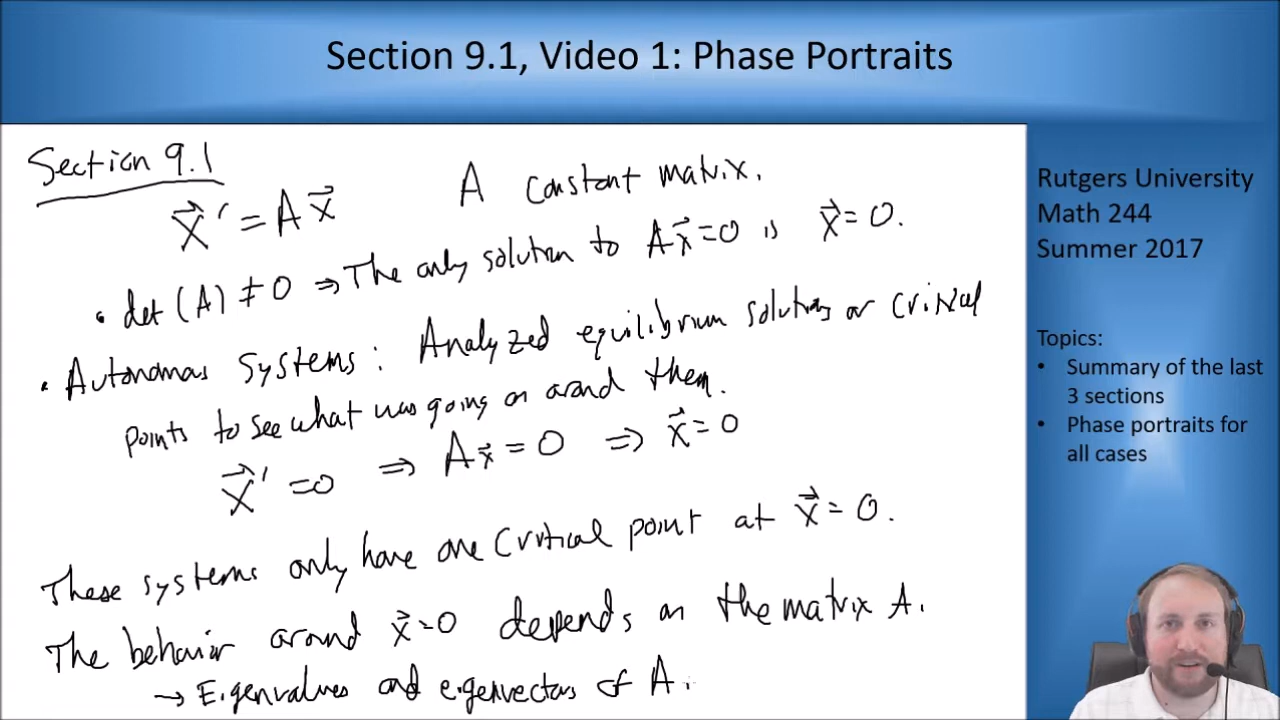 Section 9.1, Video 1: Phase Portraits
Section 9.1
A constant matrix.
x⃗' = Ax⃗
• det(A) ≠ 0 ⇒ The only solution to Ax⃗=0 is x⃗=0.
• Autonomous Systems: Analyzed equilibrium solutions or critical
points to see what was going on around them.
x⃗' =0 ⇒ Ax⃗ = 0 ⇒ x⃗=0
These systems only have one critical point at x⃗=0.
The behavior around x⃗=0 depends on the matrix A.
→ Eigenvalues and eigenvectors of A.
Rutgers University
Math 244
Summer 2017
Topics:
• Summary of the last
3 sections
• Phase portraits for
all cases